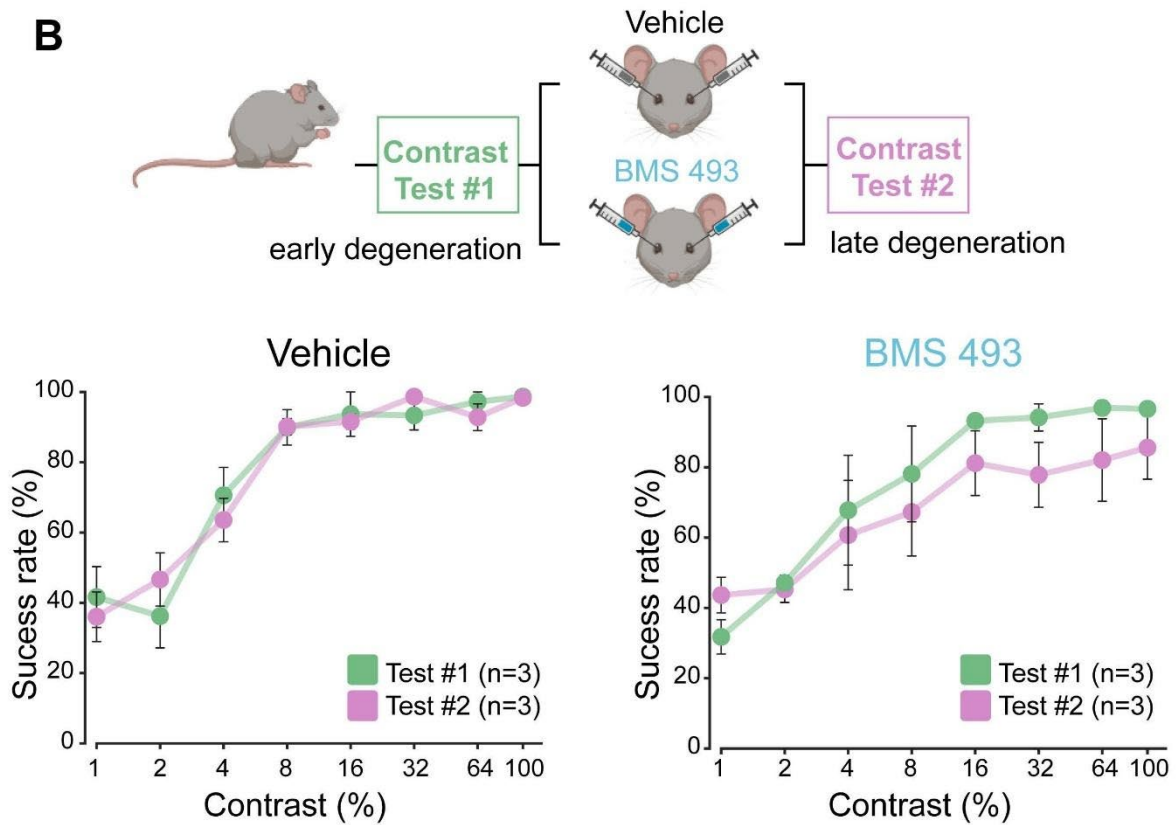 B
Vehicle
Contrast
Test #1
BMS 493
Contrast
Test #2
early degeneration
late degeneration
Vehicle
Sucess rate (%)
100
80
60
40
20
0
Test #1 (n=3)
Test #2 (n=3)
1 2 4 8 16 32 64 100
Contrast (%)
BMS 493
Sucess rate (%)
100
80
60
40
20
0
Test #1 (n=3)
Test #2 (n=3)
1 2 4 8 16 32 64 100
Contrast (%)